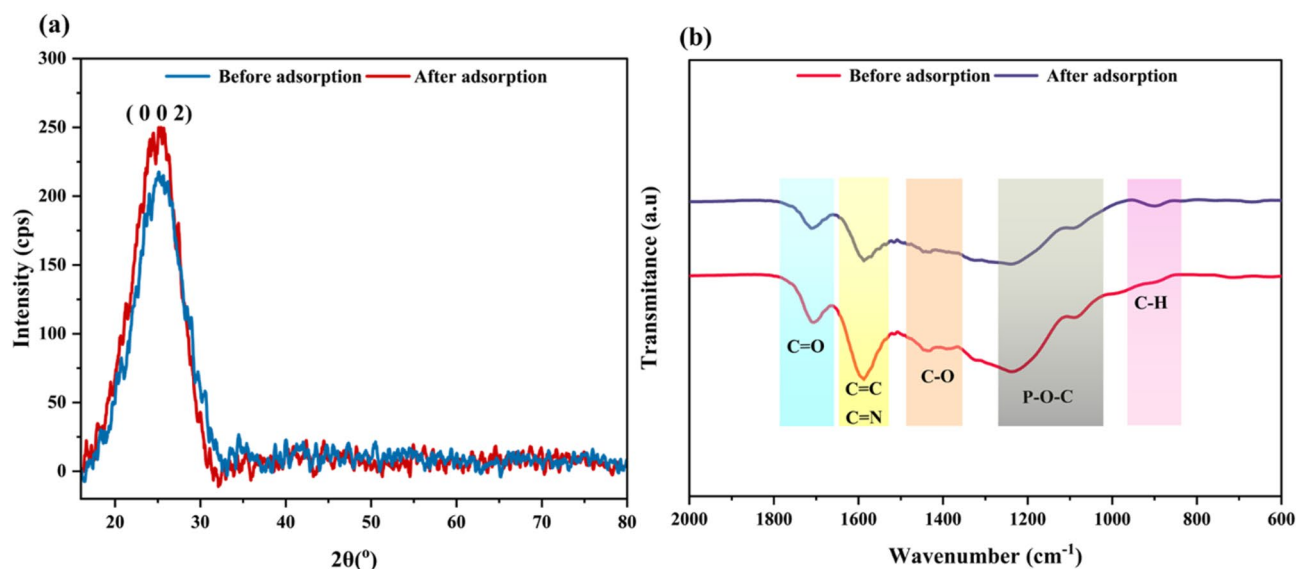 (a)
300
250
200
150
100
50
0
Intensity (cps)
Before adsorption
After adsorption
( 0 0 2)
20
30
40
50
60
70
80
2θ(º)
(b)
Before adsorption
After adsorption
Transmitance (a.u)
C=O
C=C
C=N
C-O
P-O-C
C-H
2000
1800
1600
1400
1200
1000
800
600
Wavenumber (cm⁻¹)